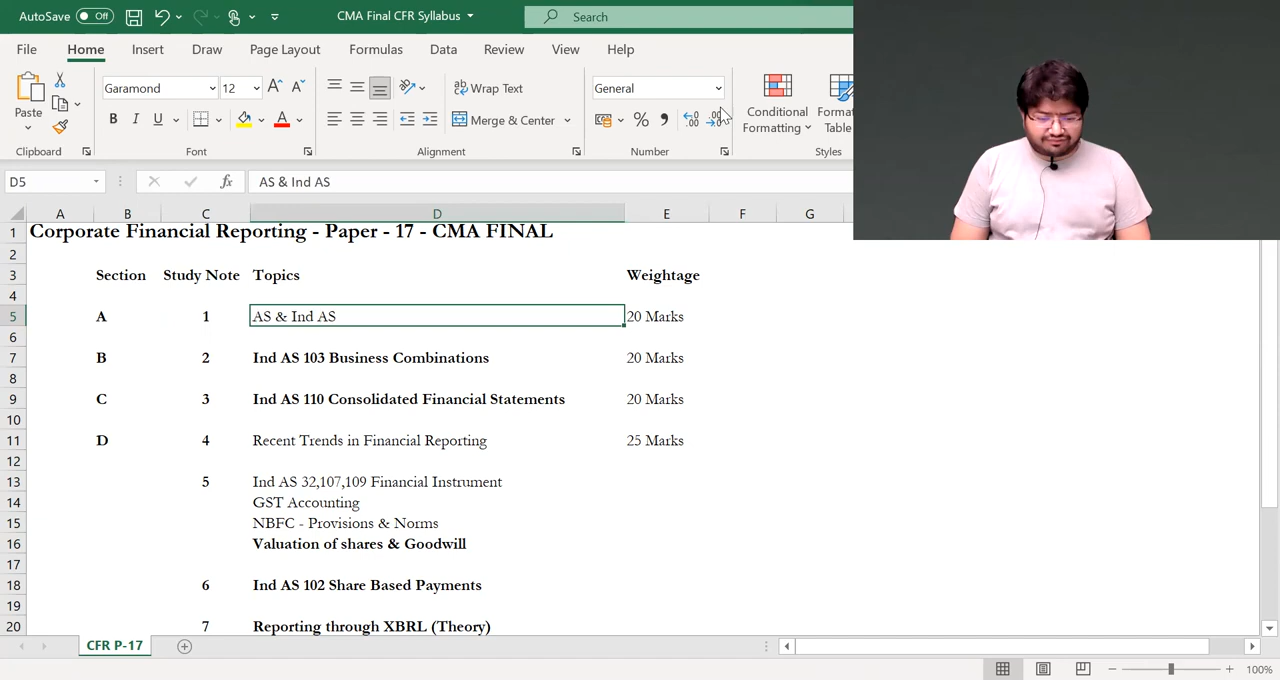 AutoSave Off CMA Final CFR Syllabus Search
File Home Insert Draw Page Layout Formulas Data Review View Help
Garamond 12 Wrap Text General
Paste B I U A Merge & Center % Conditional Formatting Format Table
Clipboard Font Alignment Number Styles
D5 fx AS & Ind AS
A B C D E F G
1 Corporate Financial Reporting - Paper - 17 - CMA FINAL
2
3 Section Study Note Topics Weightage
4
5 A 1 AS & Ind AS 20 Marks
6
7 B 2 Ind AS 103 Business Combinations 20 Marks
8
9 C 3 Ind AS 110 Consolidated Financial Statements 20 Marks
10
11 D 4 Recent Trends in Financial Reporting 25 Marks
12
13 5 Ind AS 32,107,109 Financial Instrument
14 GST Accounting
15 NBFC - Provisions & Norms
16 Valuation of shares & Goodwill
17
18 6 Ind AS 102 Share Based Payments
19
20 7 Reporting through XBRL (Theory)
CFR P-17
100%